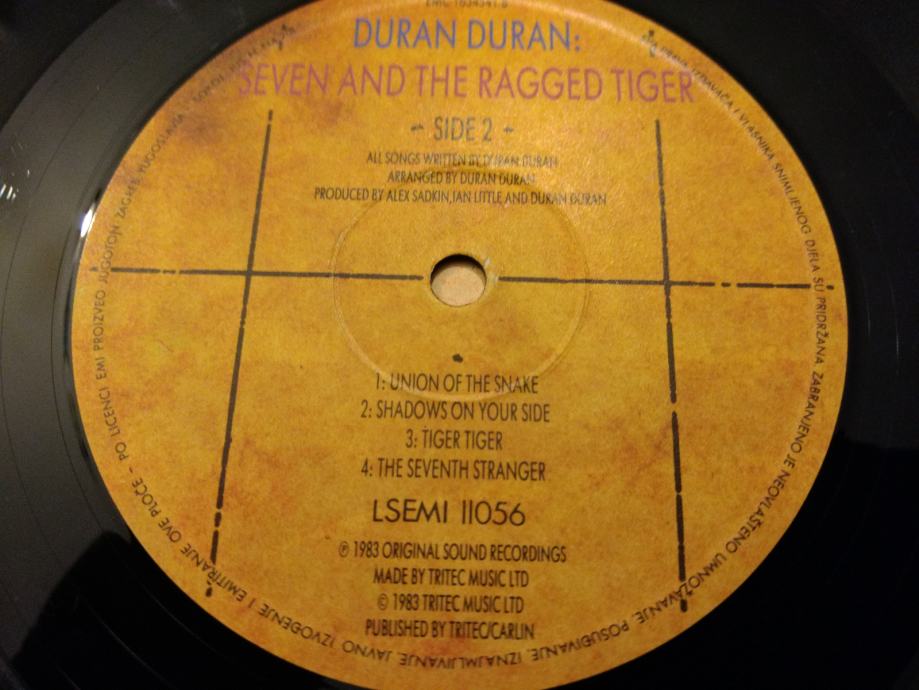 DURAN DURAN:
SEVEN AND THE RAGGED TIGER
SIDE 2
ALL SONGS WRITTEN BY DURAN DURAN
ARRANGED BY DURAN DURAN
PRODUCED BY ALEX SADKIN, IAN LITTLE AND DURAN DURAN
1: UNION OF THE SNAKE
2: SHADOWS ON YOUR SIDE
3: TIGER TIGER
4: THE SEVENTH STRANGER
LSEMI 11056
℗ 1983 ORIGINAL SOUND RECORDINGS
MADE BY TRITEC MUSIC LTD
© 1983 TRITEC MUSIC LTD
PUBLISHED BY TRITEC/CARLIN
PRAVA IZDAVAČA I VLASNIKA SNIMLJENOG DJELA SU PRIDRŽANA. ZABRANJENO JE NEOVLAŠTENO UMNOŽAVANJE, POSUĐIVANJE, IZNAJMLJIVANJE, JAVNO IZVOĐENJE I EMITIRANJE OVE PLOČE - PO LICENCI EMI PROIZVEO JUGOTON ZAGREB YUGOSLAVIA